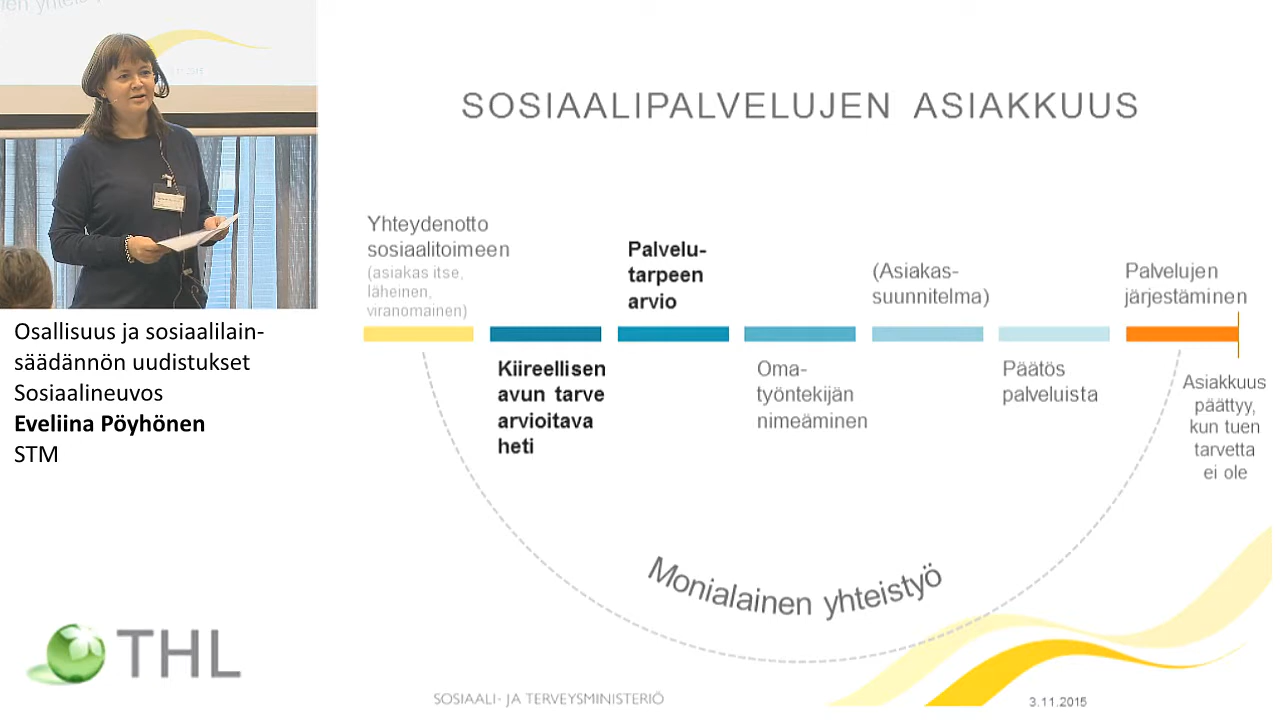 SOSIAALIPALVELUJEN ASIAKKUUS
Yhteydenotto
sosiaalitoimeen
(asiakas itse,
läheinen,
viranomainen)
Kiireellisen
avun tarve
arvioitava
heti
Palvelu-
tarpeen
arvio
Oma-
työntekijän
nimeäminen
(Asiakas-
suunnitelma)
Päätös
palveluista
Palvelujen
järjestäminen
Asiakkuus
päättyy,
kun tuen
tarvetta
ei ole
Monialainen yhteistyö
SOSIAALI- JA TERVEYSMINISTERIÖ
3.11.2015
Osallisuus ja sosiaalilain-
säädännön uudistukset
Sosiaalineuvos
Eveliina Pöyhönen
STM
THL